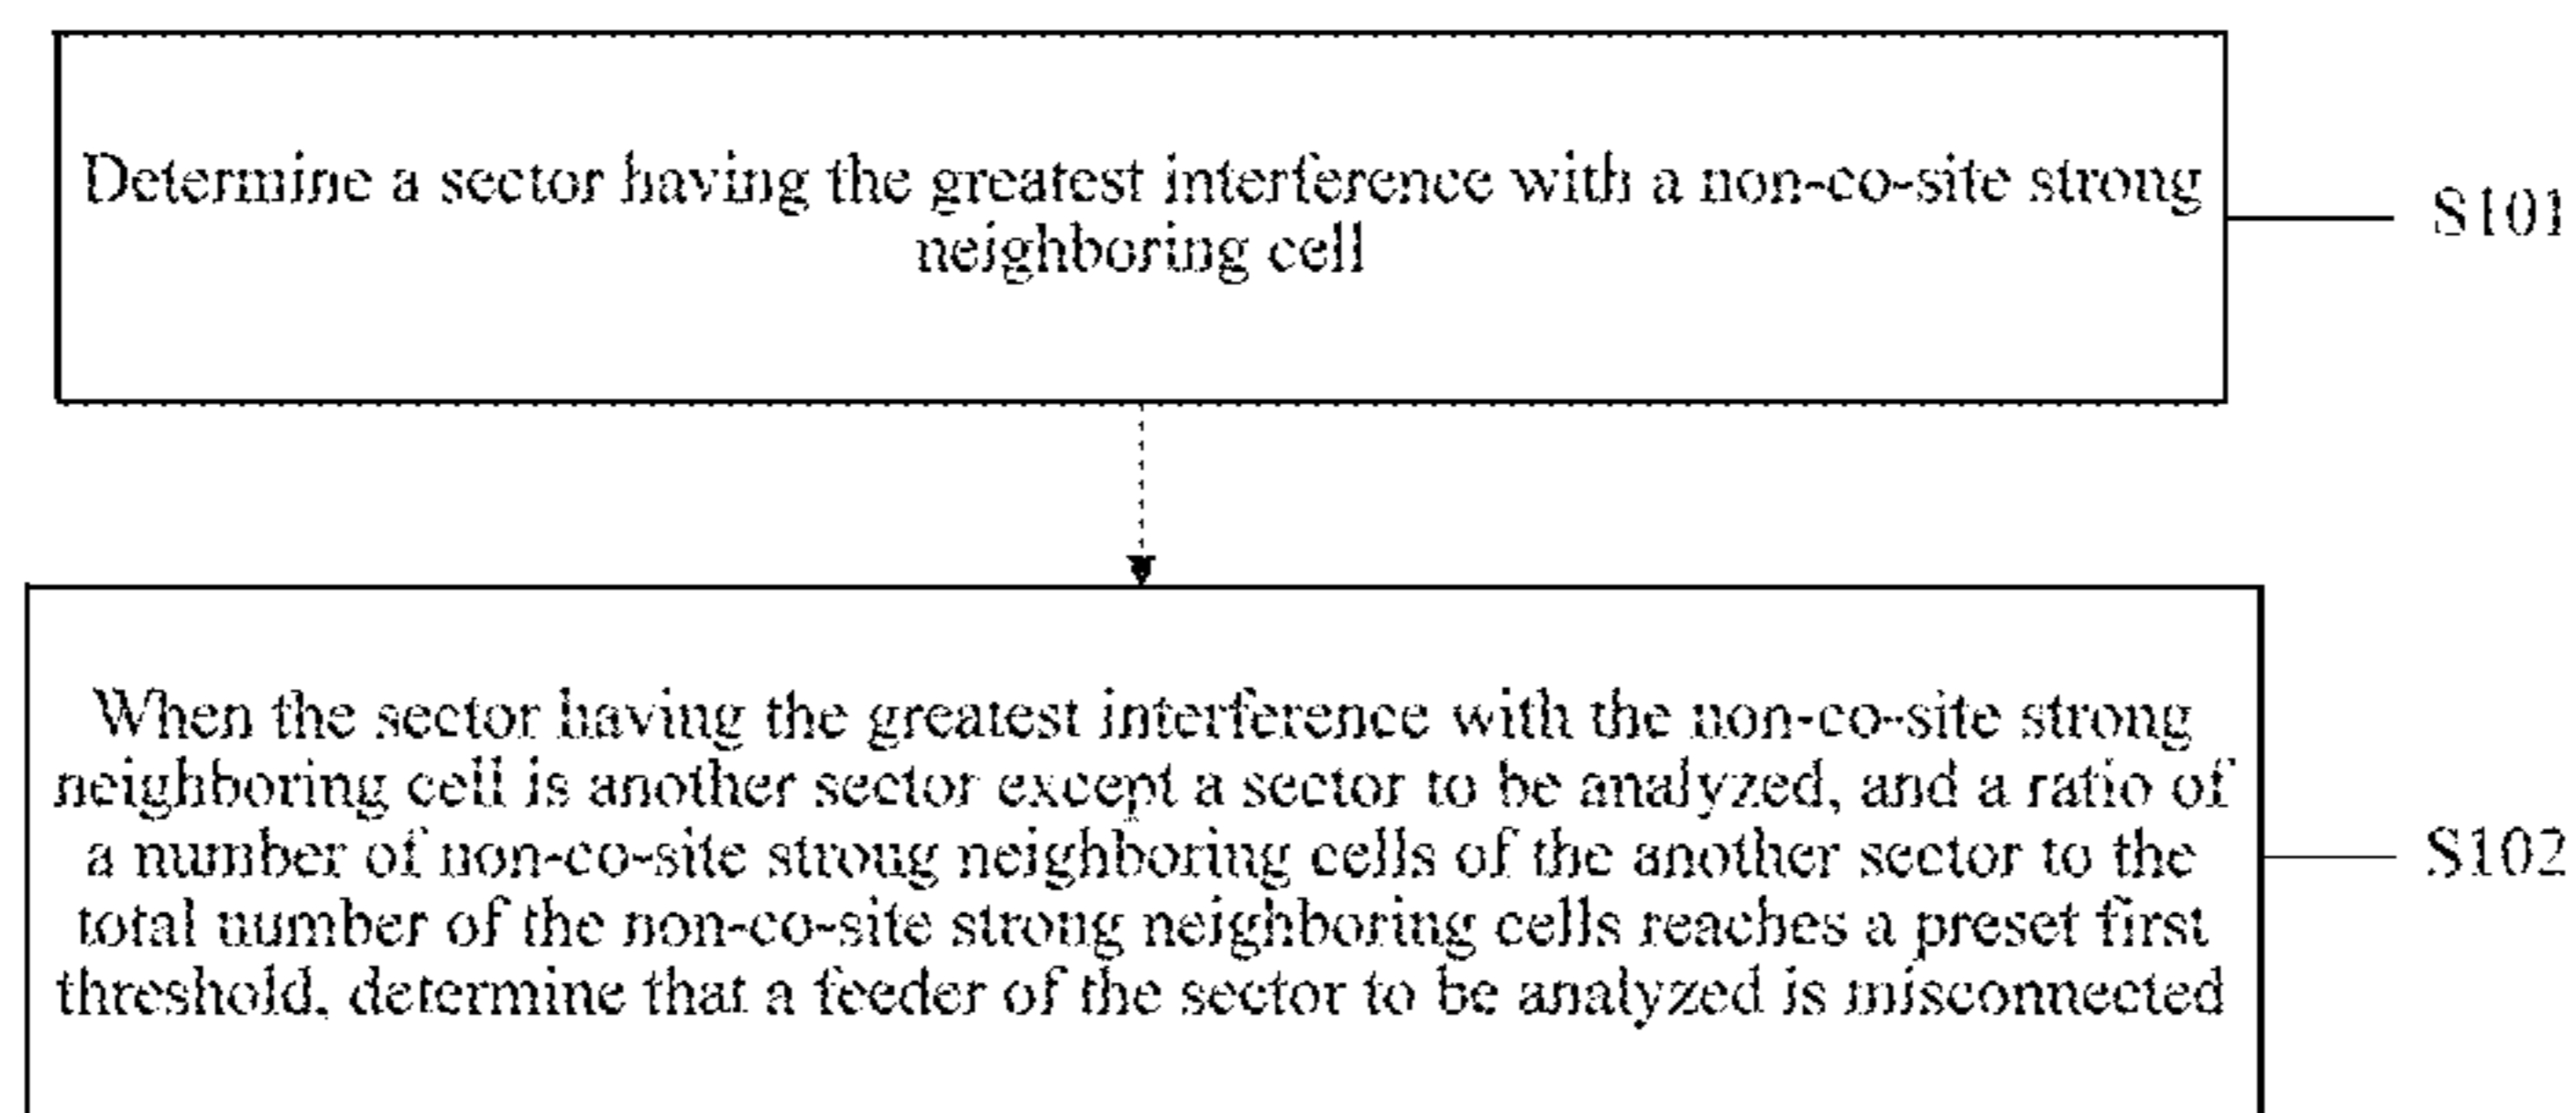 Determine a sector having the greatest interference with a non-co-site strong
neighboring cell
S101
When the sector having the greatest interference with the non-co-site strong
neighboring cell is another sector except a sector to be analyzed, and a ratio of
a number of non-co-site strong neighboring cells of the another sector to the
total number of the non-co-site strong neighboring cells reaches a preset first
threshold, determine that a feeder of the sector to be analyzed is misconnected
S102